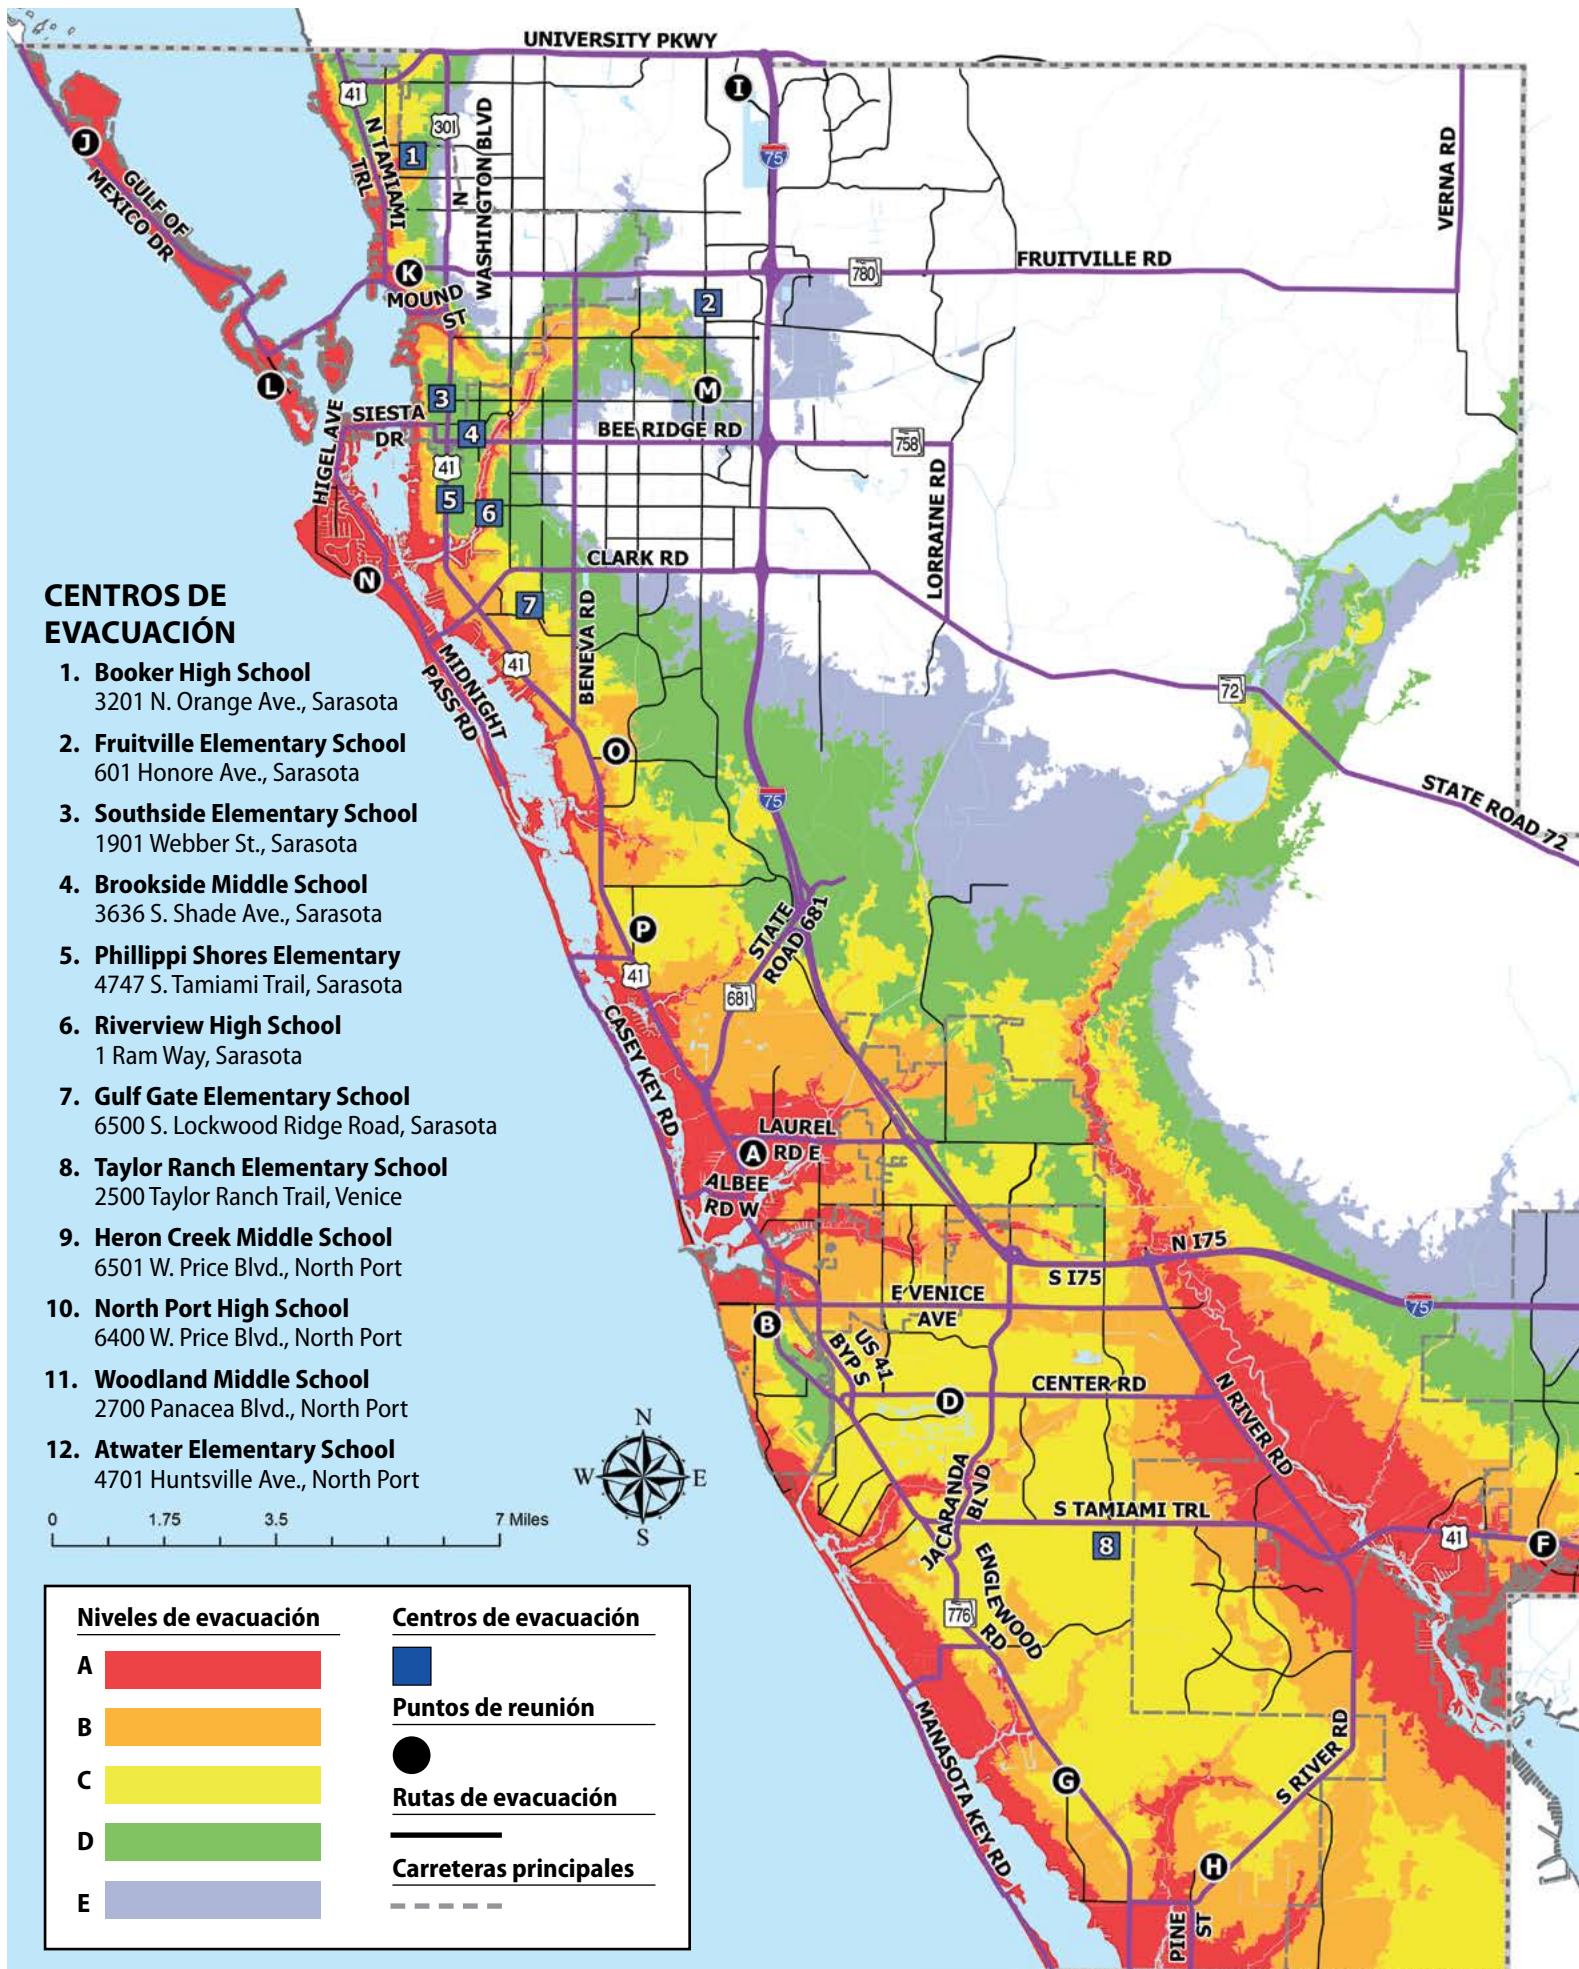 UNIVERSITY PKWY
I
41
301
N TAMIAMI
TRL
1
N
WASHINGTON BLVD
75
VERNA RD
J
GULF OF
MEXICO DR
K
MOUND
ST
780
FRUITVILLE RD
2
L
M
3
SIESTA
DR
HIGEL AVE
4
BEE RIDGE RD
758
41
5
6
LORRAINE RD
CLARK RD
N
7
BENEVA RD
41
MIDNIGHT
PASS RD
72
STATE ROAD 72
O
75
P
STATE
ROAD 681
41
681
CASEY KEY RD
LAUREL
RD E
A
ALBEE
RD W
N I75
S I75
75
E VENICE
AVE
B
US 41
BYP S
CENTER RD
D
N RIVER RD
JACARANDA
BLVD
S TAMIAMI TRL
8
41
F
ENGLEWOOD
RD
776
MANASOTA KEY RD
G
S RIVER RD
H
PINE
ST
CENTROS DE
EVACUACIÓN
1. Booker High School
3201 N. Orange Ave., Sarasota
2. Fruitville Elementary School
601 Honore Ave., Sarasota
3. Southside Elementary School
1901 Webber St., Sarasota
4. Brookside Middle School
3636 S. Shade Ave., Sarasota
5. Phillippi Shores Elementary
4747 S. Tamiami Trail, Sarasota
6. Riverview High School
1 Ram Way, Sarasota
7. Gulf Gate Elementary School
6500 S. Lockwood Ridge Road, Sarasota
8. Taylor Ranch Elementary School
2500 Taylor Ranch Trail, Venice
9. Heron Creek Middle School
6501 W. Price Blvd., North Port
10. North Port High School
6400 W. Price Blvd., North Port
11. Woodland Middle School
2700 Panacea Blvd., North Port
12. Atwater Elementary School
4701 Huntsville Ave., North Port
N
W E
S
0 1.75 3.5 7 Miles
Niveles de evacuación
A
B
C
D
E
Centros de evacuación
Puntos de reunión
Rutas de evacuación
Carreteras principales